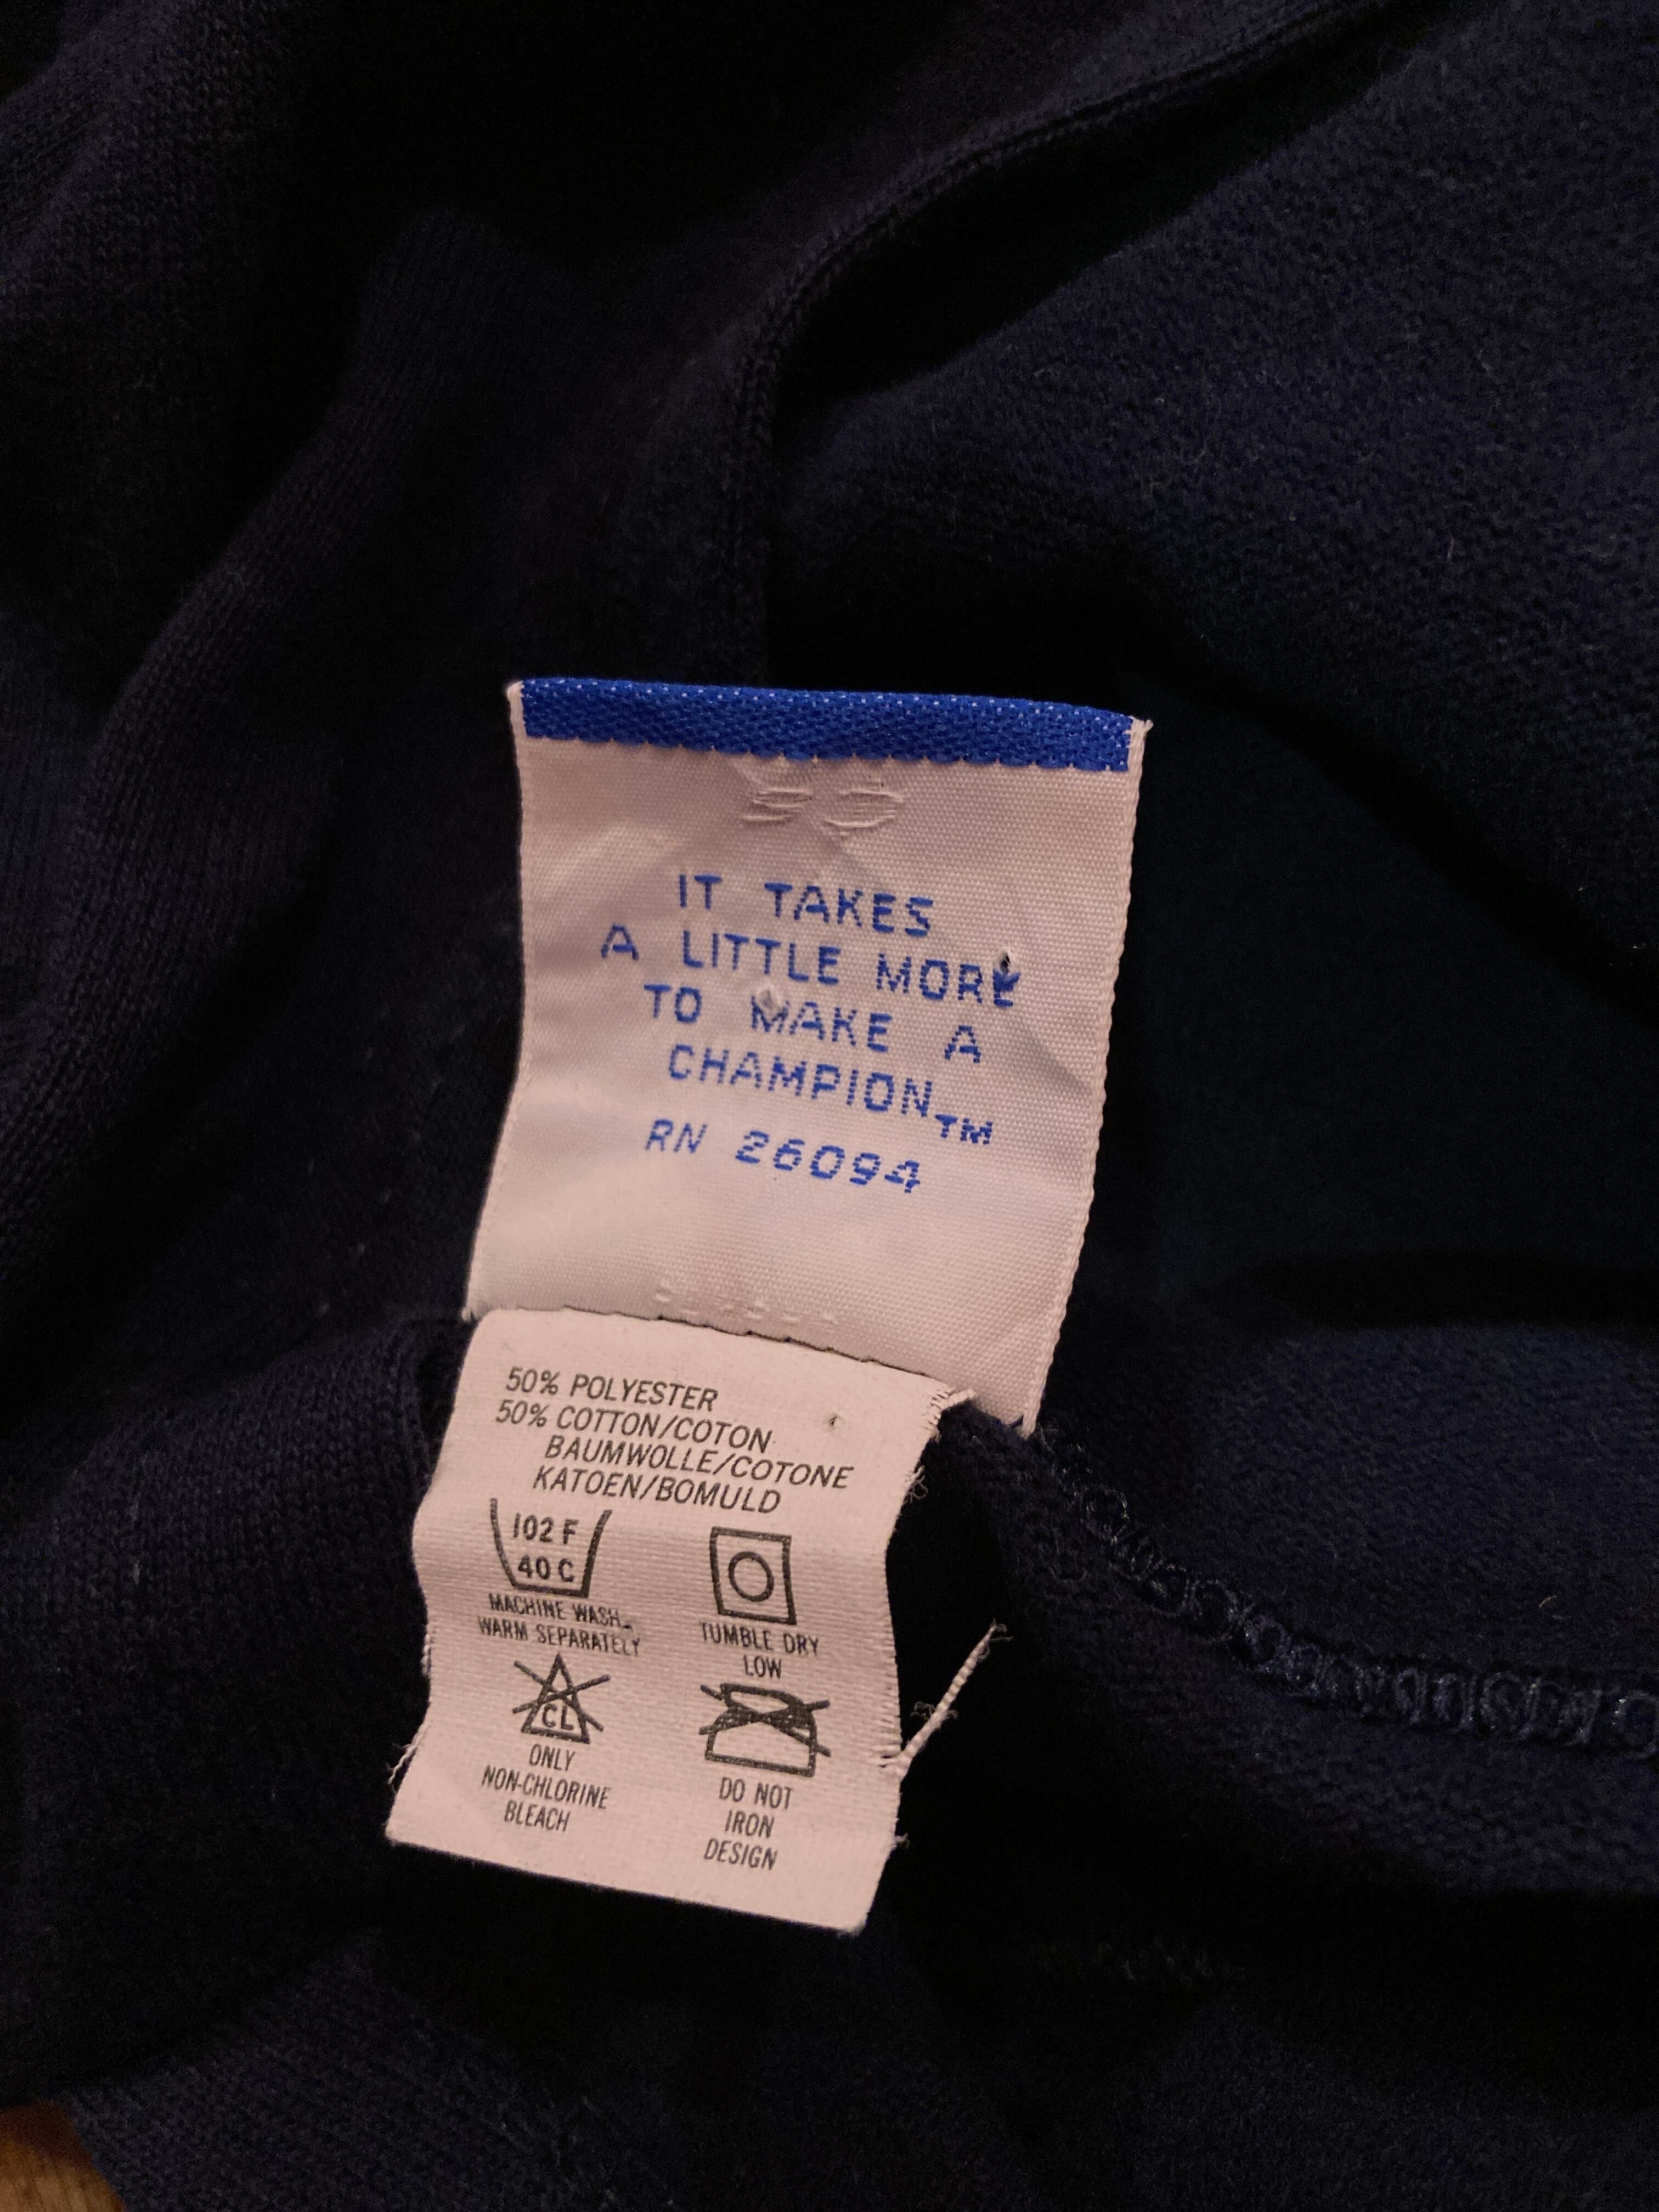 IT TAKES
A LITTLE MORE
TO MAKE A
CHAMPION™
RN 26094
50% POLYESTER
50% COTTON/COTON
BAUMWOLLE/COTONE
KATOEN/BOMULD
102 F
40 C
MACHINE WASH
WARM SEPARATELY
TUMBLE DRY
LOW
CL
ONLY
NON-CHLORINE
BLEACH
DO NOT
IRON
DESIGN